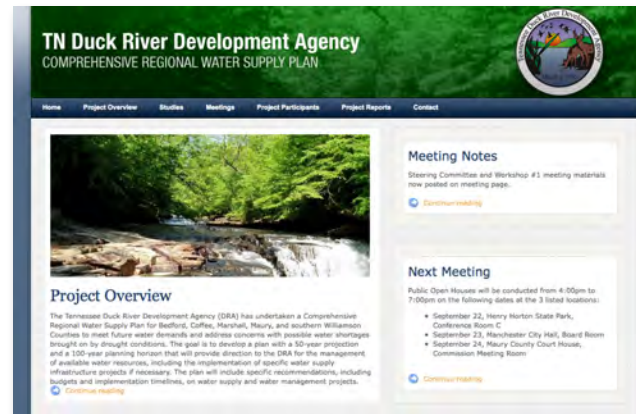 TN Duck River Development Agency
COMPREHENSIVE REGIONAL WATER SUPPLY PLAN
Tennessee Duck River Development Agency
Home Project Overview Studies Meetings Project Participants Project Reports Contact
Project Overview
The Tennessee Duck River Development Agency (DRA) has undertaken a Comprehensive
Regional Water Supply Plan for Bedford, Coffee, Marshall, Maury, and southern Williamson
Counties to meet future water demands and address concerns with possible water shortages
brought on by drought conditions. The goal is to develop a plan with a 50-year projection
and a 100-year planning horizon that will provide direction to the DRA for the management
of available water resources, including the implementation of specific water supply
infrastructure projects if necessary. The plan will include specific recommendations, including
budgets and implementation timelines, on water supply and water management projects.
Continue reading
Meeting Notes
Steering Committee and Workshop #1 meeting materials
now posted on meeting page.
Continue reading
Next Meeting
Public Open Houses will be conducted from 4:00pm to
7:00pm on the following dates at the 3 listed locations:
• September 22, Henry Horton State Park,
Conference Room C
• September 23, Manchester City Hall, Board Room
• September 24, Maury County Court House,
Commission Meeting Room
Continue reading